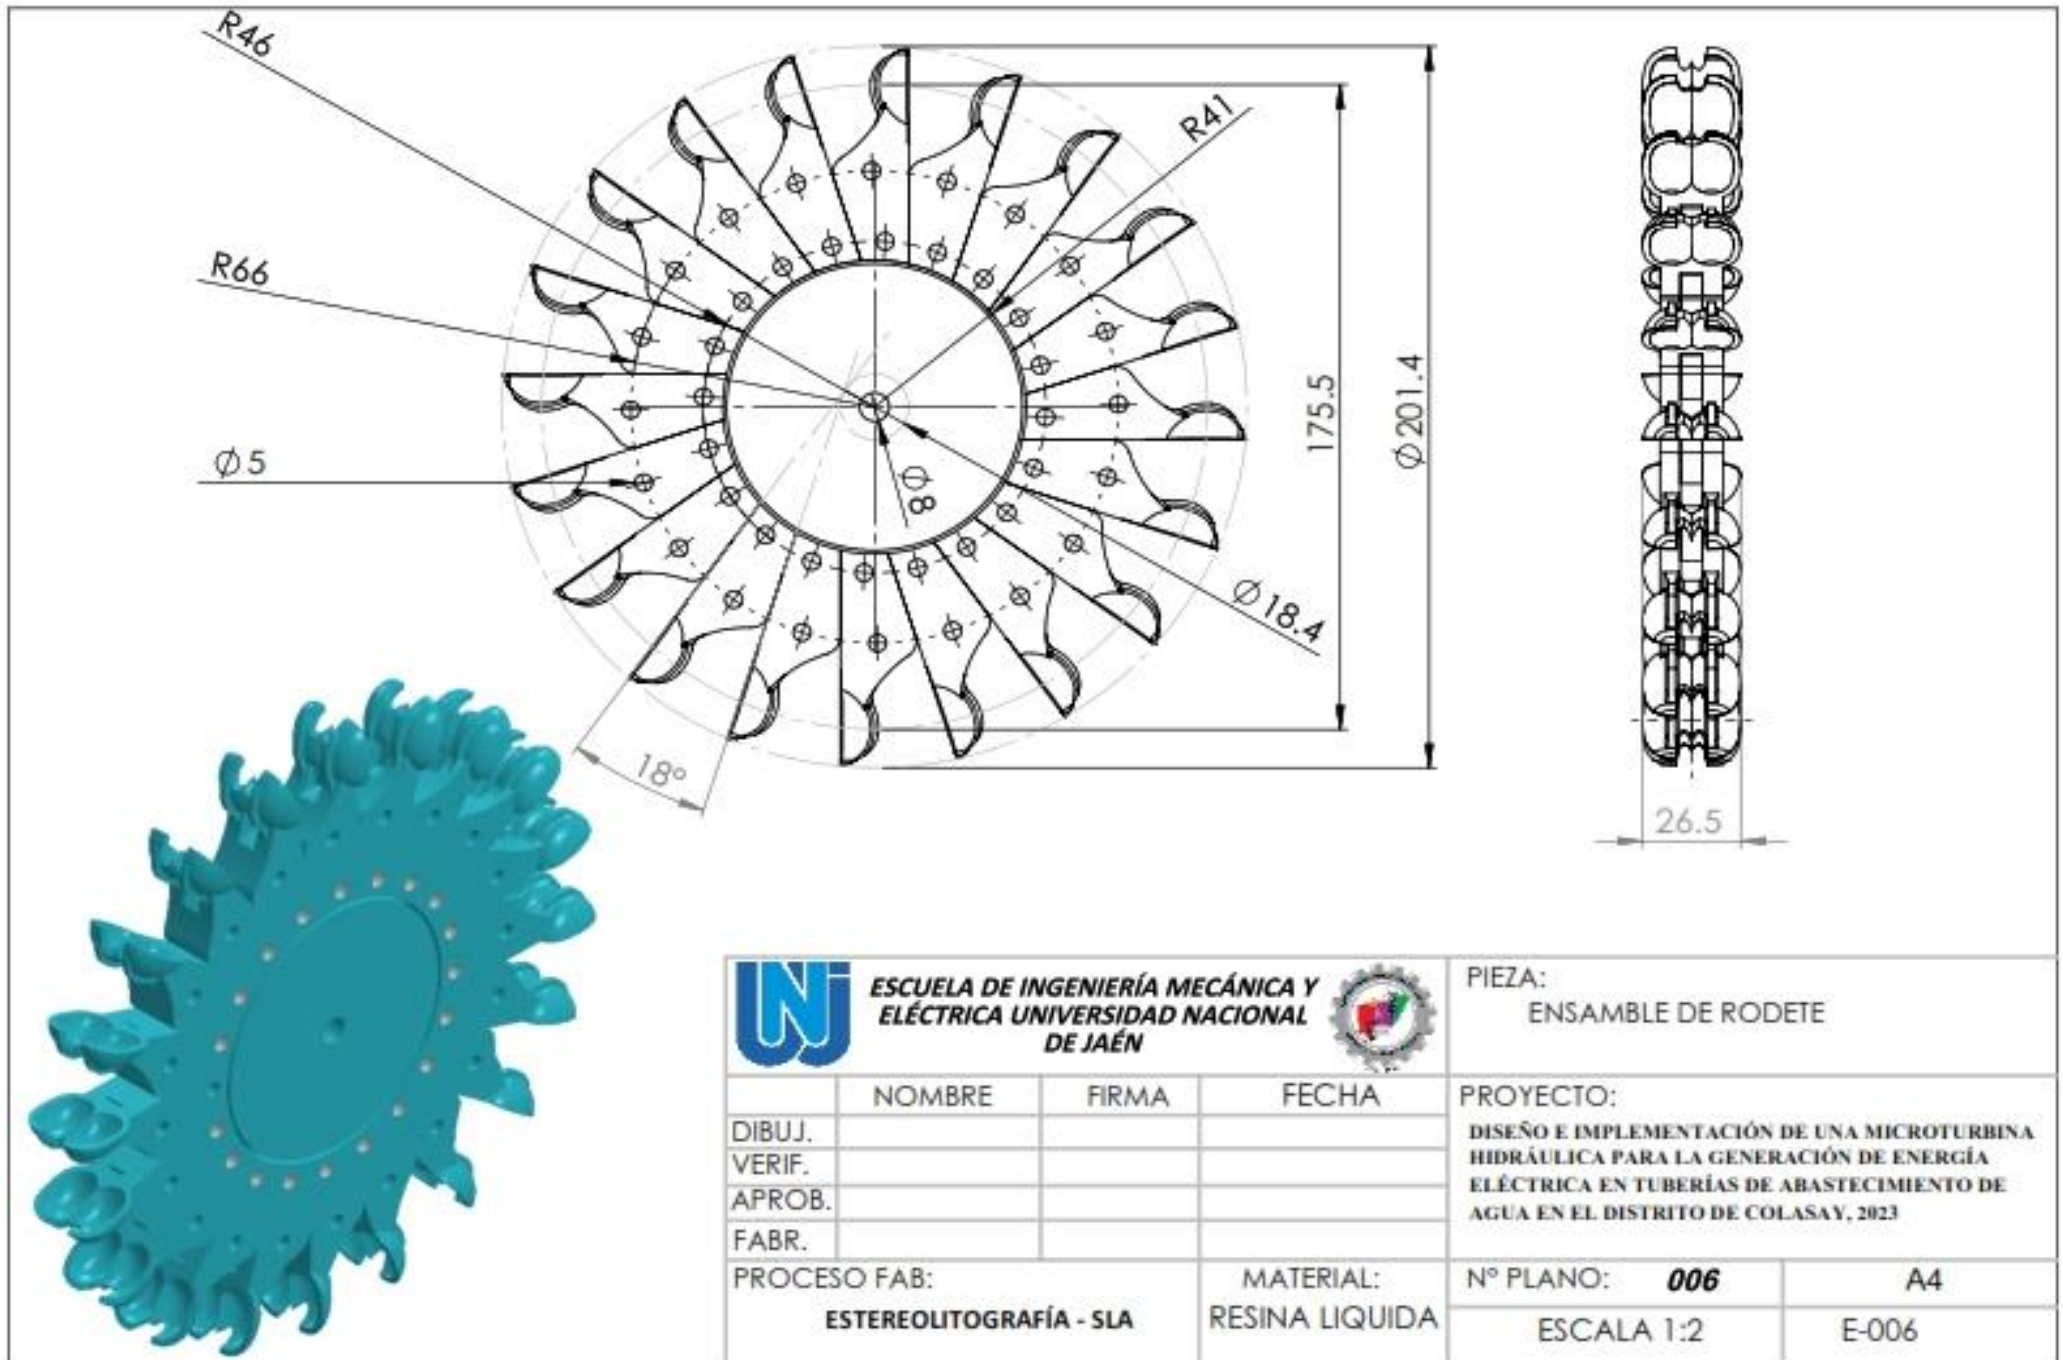 R46
R41
R66
175.5
Ø201.4
Ø5
Ø8
Ø18.4
18°
26.5
UNJ
ESCUELA DE INGENIERÍA MECÁNICA Y
ELÉCTRICA UNIVERSIDAD NACIONAL
DE JAÉN
PIEZA:
ENSAMBLE DE RODETE
NOMBRE FIRMA FECHA
DIBUJ.
VERIF.
APROB.
FABR.
PROYECTO:
DISEÑO E IMPLEMENTACIÓN DE UNA MICROTURBINA
HIDRÁULICA PARA LA GENERACIÓN DE ENERGÍA
ELÉCTRICA EN TUBERÍAS DE ABASTECIMIENTO DE
AGUA EN EL DISTRITO DE COLASAY, 2023
PROCESO FAB:
ESTEREOLITOGRAFÍA - SLA
MATERIAL:
RESINA LIQUIDA
N° PLANO: 006
A4
ESCALA 1:2
E-006